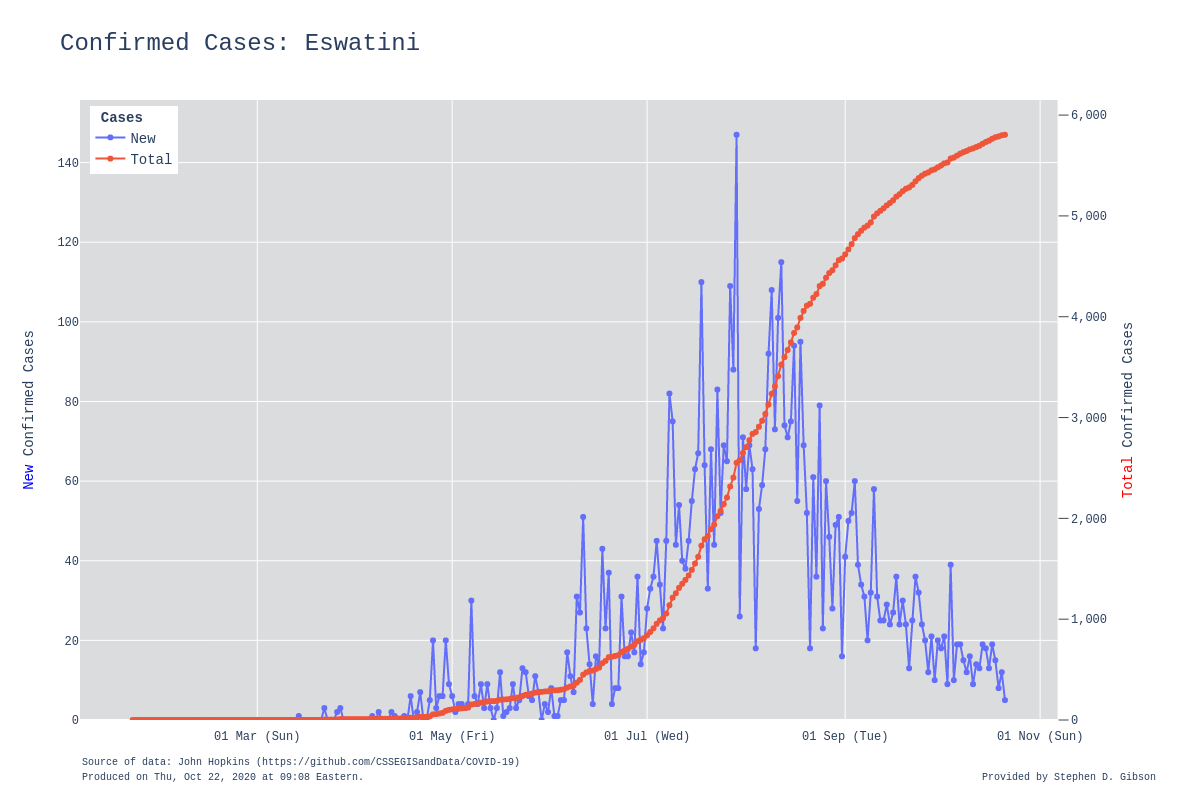 Confirmed Cases: Eswatini
Cases
New
Total
140
120
100
80
60
40
20
0
6,000
5,000
4,000
3,000
2,000
1,000
0
New Confirmed Cases
Total Confirmed Cases
01 Mar (Sun)
01 May (Fri)
01 Jul (Wed)
01 Sep (Tue)
01 Nov (Sun)
Source of data: John Hopkins (https://github.com/CSSEGISandData/COVID-19)
Produced on Thu, Oct 22, 2020 at 09:08 Eastern.
Provided by Stephen D. Gibson